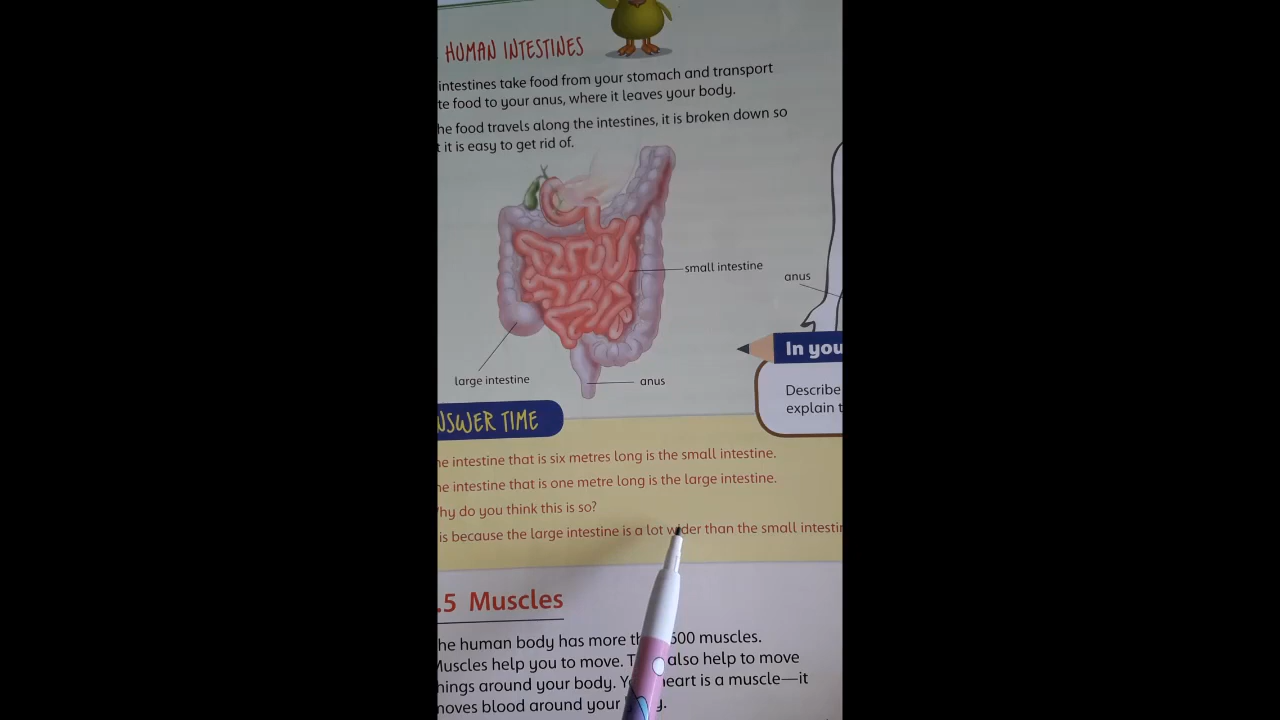 HUMAN INTESTINES
intestines take food from your stomach and transport
te food to your anus, where it leaves your body.
he food travels along the intestines, it is broken down so
t it is easy to get rid of.
small intestine
anus
large intestine
anus
In you
Describe
explain t
NSWER TIME
he intestine that is six metres long is the small intestine.
he intestine that is one metre long is the large intestine.
hy do you think this is so?
is because the large intestine is a lot wider than the small intestin
.5 Muscles
he human body has more th 600 muscles.
Muscles help you to move. T also help to move
hings around your body. Y heart is a muscle—it
moves blood around your y.